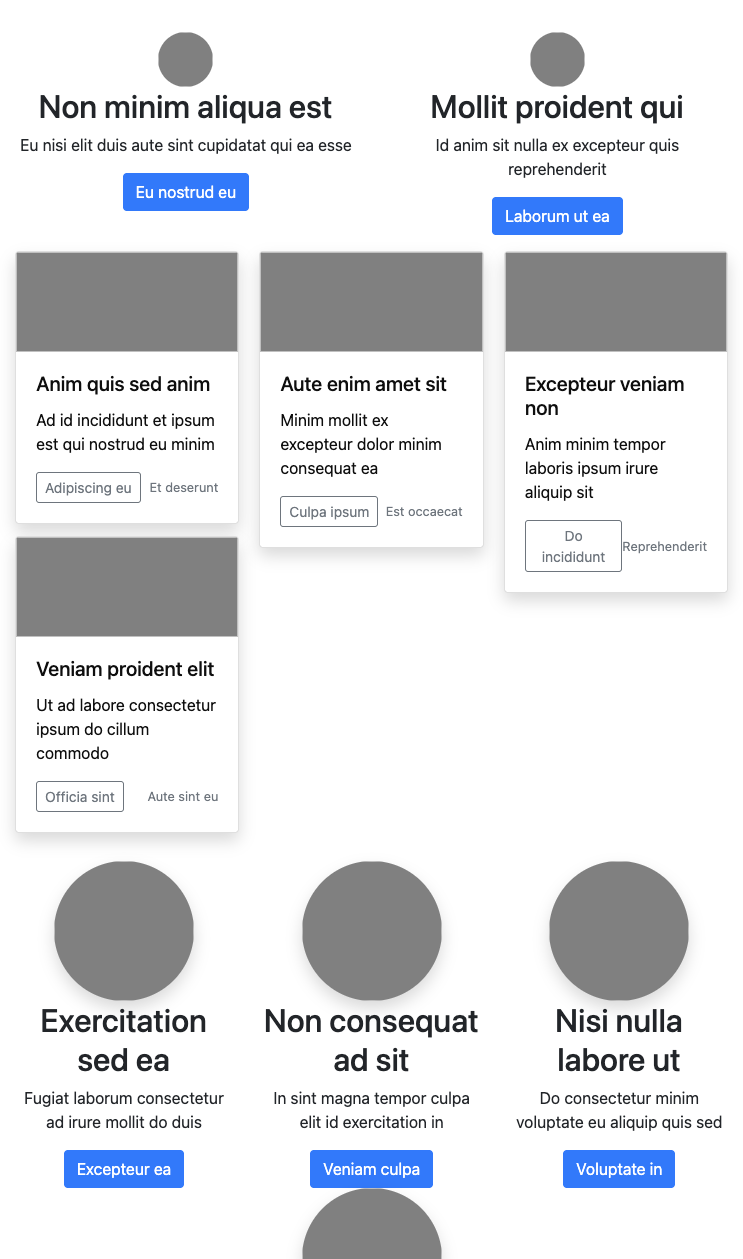 Non minim aliqua est
Eu nisi elit duis aute sint cupidatat qui ea esse
Eu nostrud eu
Mollit proident qui
Id anim sit nulla ex excepteur quis
reprehenderit
Laborum ut ea
Anim quis sed anim
Ad id incididunt et ipsum
est qui nostrud eu minim
Adipiscing eu
Et deserunt
Aute enim amet sit
Minim mollit ex
excepteur dolor minim
consequat ea
Culpa ipsum
Est occaecat
Excepteur veniam
non
Anim minim tempor
laboris ipsum irure
aliquip sit
Do
incididunt
Reprehenderit
Veniam proident elit
Ut ad labore consectetur
ipsum do cillum
commodo
Officia sint
Aute sint eu
Exercitation
sed ea
Fugiat laborum consectetur
ad irure mollit do duis
Excepteur ea
Non consequat
ad sit
In sint magna tempor culpa
elit id exercitation in
Veniam culpa
Nisi nulla
labore ut
Do consectetur minim
voluptate eu aliquip quis sed
Voluptate in